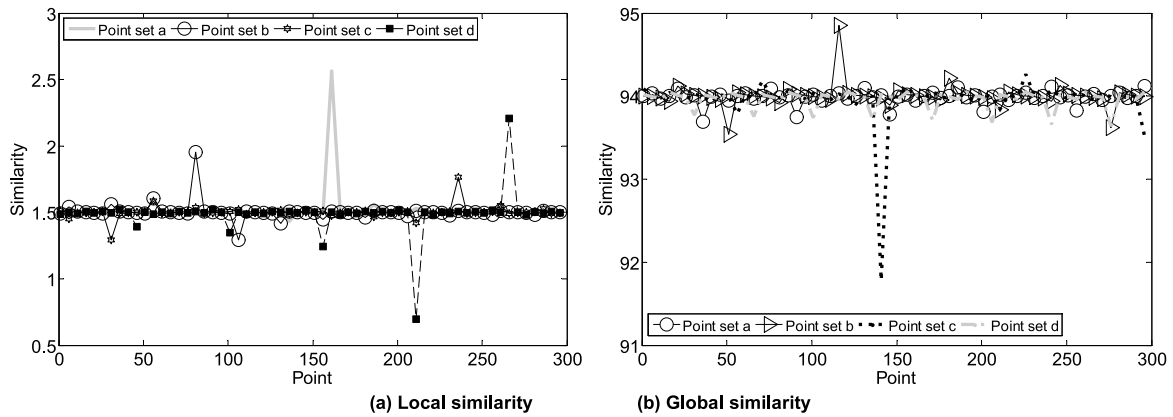 3
2.5
2
1.5
1
0.5
Similarity
Point set a
Point set b
Point set c
Point set d
0
50
100
150
200
250
300
Point
(a) Local similarity
95
94
93
92
91
Similarity
Point set a
Point set b
Point set c
Point set d
0
50
100
150
200
250
300
Point
(b) Global similarity